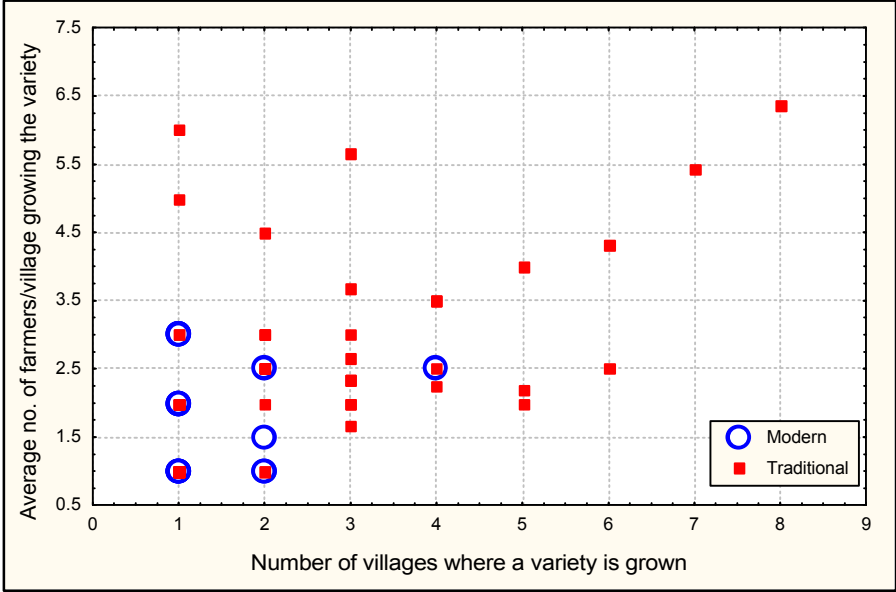 Average no. of farmers/village growing the variety
7.5
6.5
5.5
4.5
3.5
2.5
1.5
0.5
0 1 2 3 4 5 6 7 8 9
Modern
Traditional
Number of villages where a variety is grown